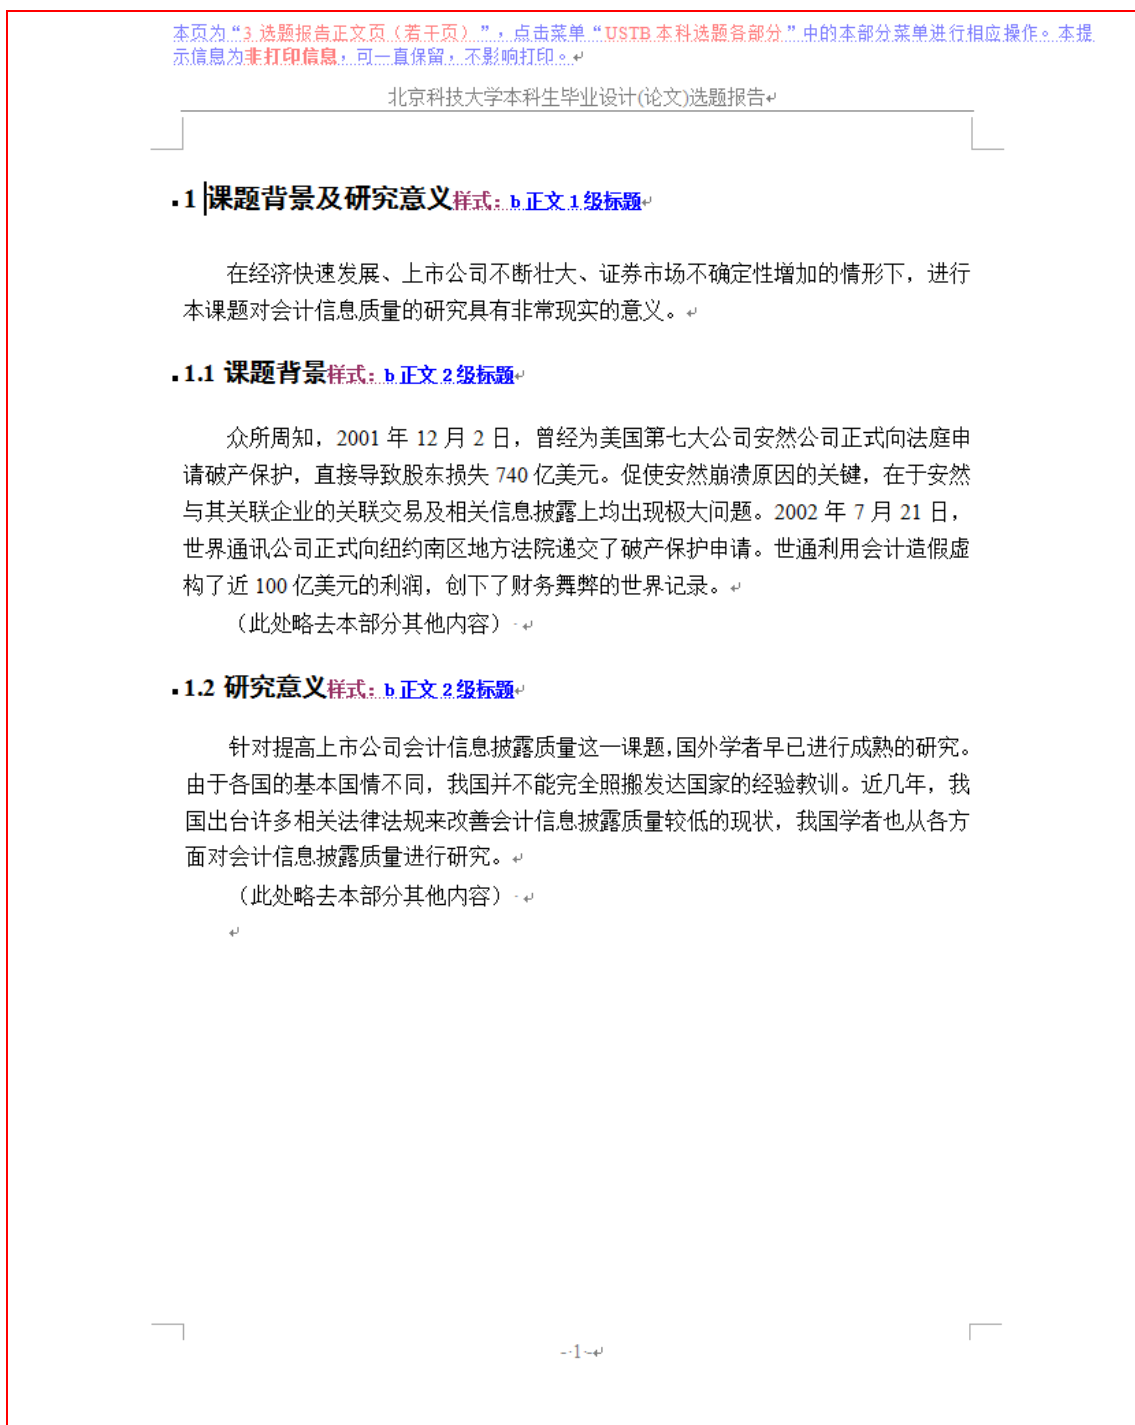 本页为“3 选题报告正文页（若干页）”，点击菜单“USTB 本科选题各部分”中的本部分菜单进行相应操作。本提
示信息为非打印信息，可一直保留，不影响打印。
北京科技大学本科生毕业设计(论文)选题报告
1 课题背景及研究意义样式：b 正文 1 级标题
在经济快速发展、上市公司不断壮大、证券市场不确定性增加的情形下，进行
本课题对会计信息质量的研究具有非常现实的意义。
1.1 课题背景样式：b 正文 2 级标题
众所周知，2001 年 12 月 2 日，曾经为美国第七大公司安然公司正式向法庭申
请破产保护，直接导致股东损失 740 亿美元。促使安然崩溃原因的关键，在于安然
与其关联企业的关联交易及相关信息披露上均出现极大问题。2002 年 7 月 21 日，
世界通讯公司正式向纽约南区地方法院递交了破产保护申请。世通利用会计造假虚
构了近 100 亿美元的利润，创下了财务舞弊的世界记录。
（此处略去本部分其他内容）
1.2 研究意义样式：b 正文 2 级标题
针对提高上市公司会计信息披露质量这一课题，国外学者早已进行成熟的研究。
由于各国的基本国情不同，我国并不能完全照搬发达国家的经验教训。近几年，我
国出台许多相关法律法规来改善会计信息披露质量较低的现状，我国学者也从各方
面对会计信息披露质量进行研究。
（此处略去本部分其他内容）
- 1 -